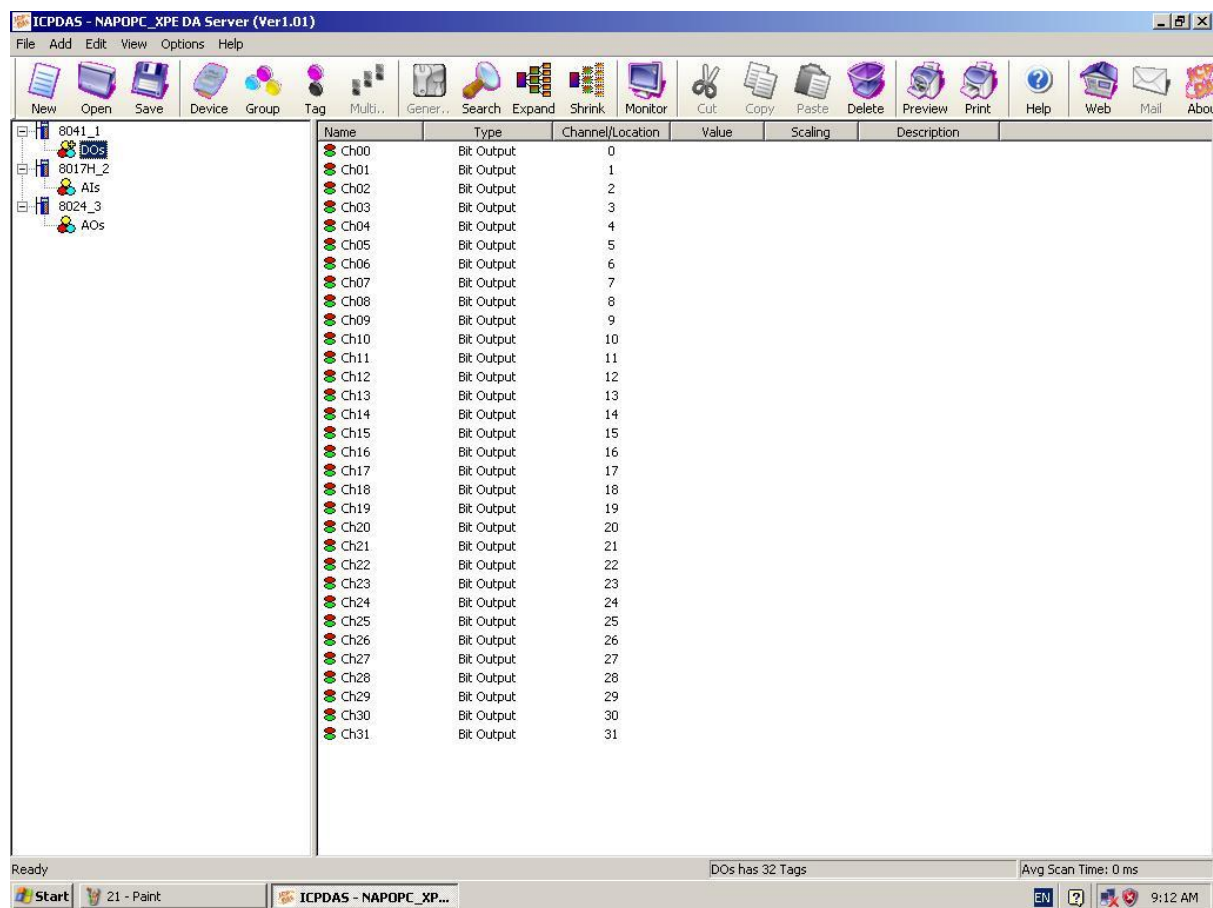 ICPDAS - NAPOPC_XPE DA Server (Ver1.01)
File Add Edit View Options Help
New Open Save Device Group Tag Multi.. Gener.. Search Expand Shrink Monitor Cut Copy Paste Delete Preview Print Help Web Mail Abou
8041_1
DOs
8017H_2
AIs
8024_3
AOs
Name Type Channel/Location Value Scaling Description
Ch00 Bit Output 0
Ch01 Bit Output 1
Ch02 Bit Output 2
Ch03 Bit Output 3
Ch04 Bit Output 4
Ch05 Bit Output 5
Ch06 Bit Output 6
Ch07 Bit Output 7
Ch08 Bit Output 8
Ch09 Bit Output 9
Ch10 Bit Output 10
Ch11 Bit Output 11
Ch12 Bit Output 12
Ch13 Bit Output 13
Ch14 Bit Output 14
Ch15 Bit Output 15
Ch16 Bit Output 16
Ch17 Bit Output 17
Ch18 Bit Output 18
Ch19 Bit Output 19
Ch20 Bit Output 20
Ch21 Bit Output 21
Ch22 Bit Output 22
Ch23 Bit Output 23
Ch24 Bit Output 24
Ch25 Bit Output 25
Ch26 Bit Output 26
Ch27 Bit Output 27
Ch28 Bit Output 28
Ch29 Bit Output 29
Ch30 Bit Output 30
Ch31 Bit Output 31
Ready DOs has 32 Tags Avg Scan Time: 0 ms
Start 21 - Paint ICPDAS - NAPOPC_XP... EN 9:12 AM